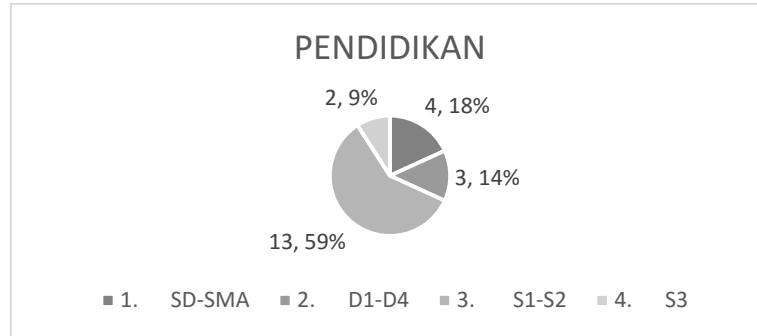 PENDIDIKAN
2, 9%
4, 18%
3, 14%
13, 59%
1. SD-SMA 2. D1-D4 3. S1-S2 4. S3